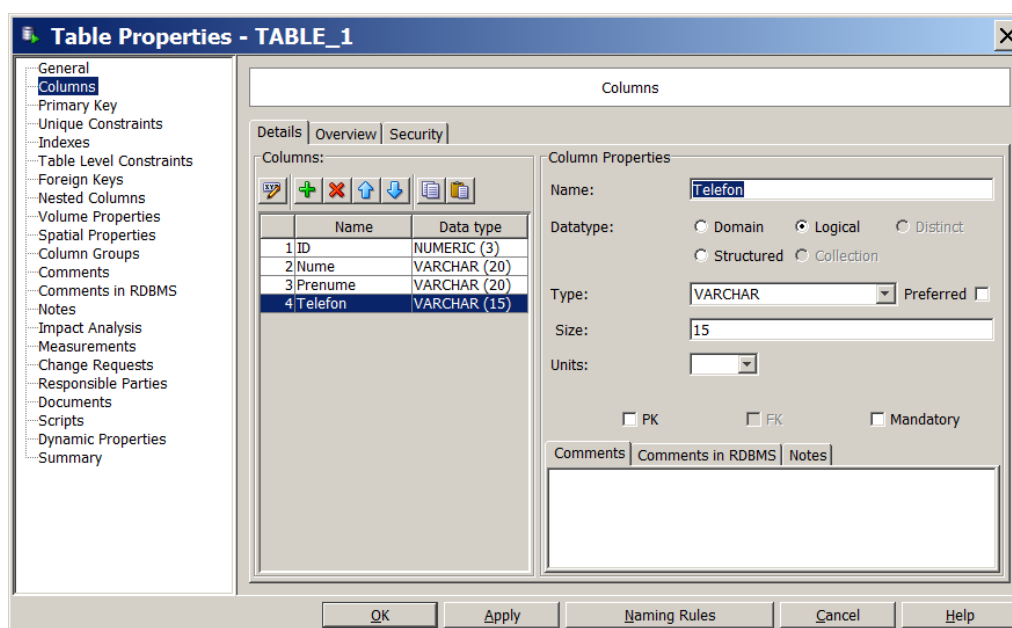 Table Properties - TABLE_1
General
Columns
Primary Key
Unique Constraints
Indexes
Table Level Constraints
Foreign Keys
Nested Columns
Volume Properties
Spatial Properties
Column Groups
Comments
Comments in RDBMS
Notes
Impact Analysis
Measurements
Change Requests
Responsible Parties
Documents
Scripts
Dynamic Properties
Summary
Columns
Details Overview Security
Columns:
Name Data type
1 ID NUMERIC (3)
2 Nume VARCHAR (20)
3 Prenume VARCHAR (20)
4 Telefon VARCHAR (15)
Column Properties
Name: Telefon
Datatype: Domain Logical Distinct
Structured Collection
Type: VARCHAR Preferred
Size: 15
Units:
PK FK Mandatory
Comments Comments in RDBMS Notes
OK Apply Naming Rules Cancel Help